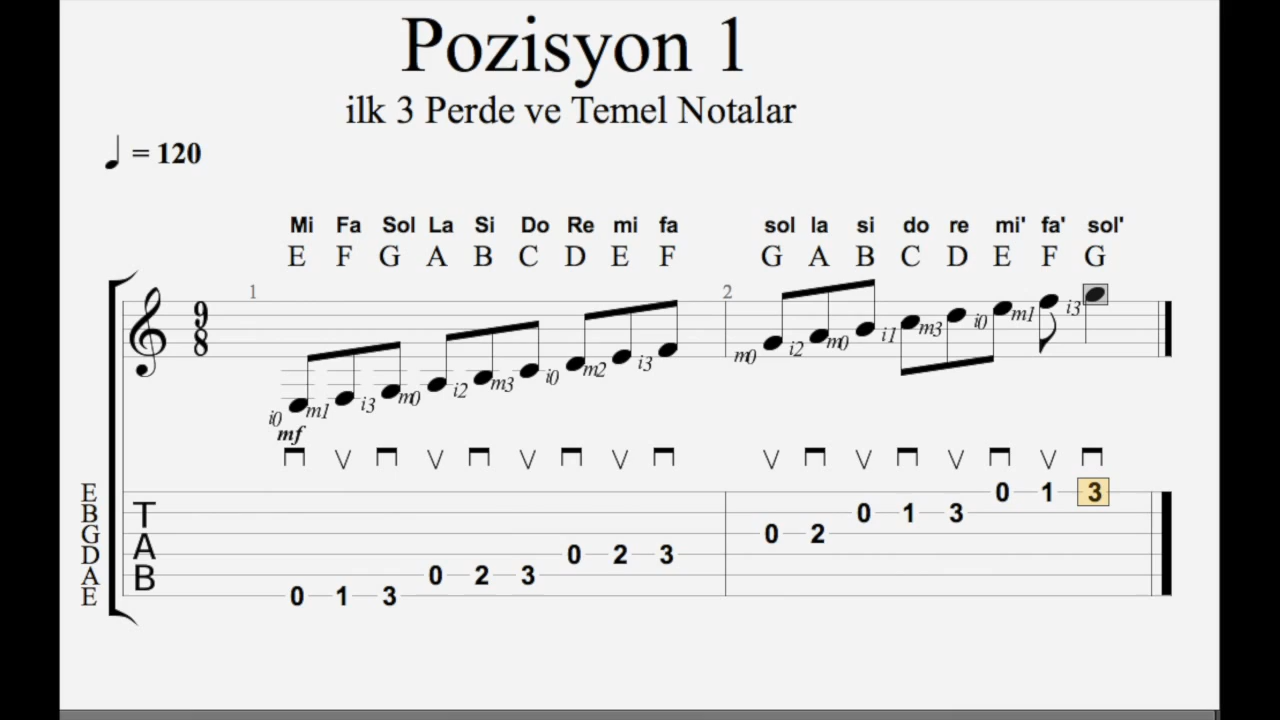 Pozisyon 1
ilk 3 Perde ve Temel Notalar
= 120
Mi Fa Sol La Si Do Re mi fa sol la si do re mi' fa' sol'
E F G A B C D E F G A B C D E F G
1 2
9
8
i0 m1 i3 m0 i2 m3 i0 m2 i3 m0 i2 m0 i1 m3 i0 m1 i3
mf
E 0 1 3
B T 0 1 3
G 0 2
D A 0 2 3
A B 0 2 3
E 0 1 3